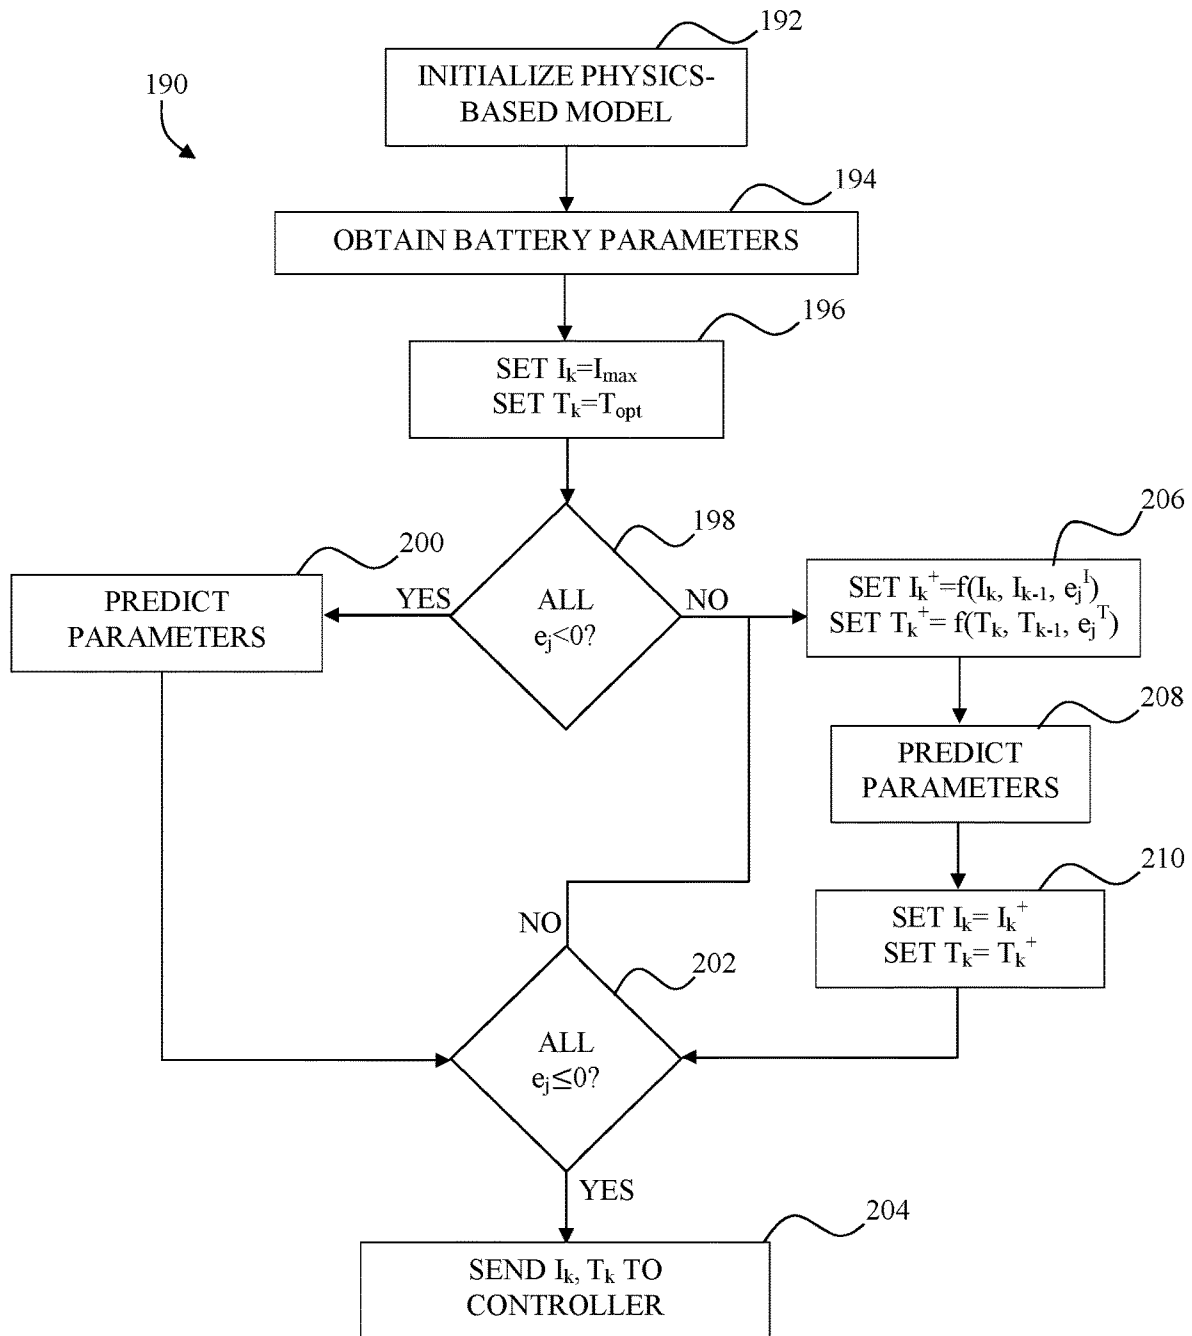 192
INITIALIZE PHYSICS-
BASED MODEL
190
194
OBTAIN BATTERY PARAMETERS
196
SET Iₖ=Iₘₐₓ
SET Tₖ=Tₒₚₜ
198
ALL
eⱼ<0?
YES
NO
200
PREDICT
PARAMETERS
206
SET Iₖ⁺=f(Iₖ, Iₖ₋₁, eⱼᴵ)
SET Tₖ⁺= f(Tₖ, Tₖ₋₁, eⱼᵀ)
208
PREDICT
PARAMETERS
210
SET Iₖ= Iₖ⁺
SET Tₖ= Tₖ⁺
NO
202
ALL
eⱼ≤0?
YES
204
SEND Iₖ, Tₖ TO
CONTROLLER